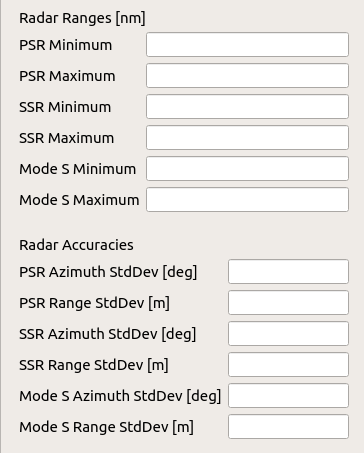 Radar Ranges [nm]
PSR Minimum
PSR Maximum
SSR Minimum
SSR Maximum
Mode S Minimum
Mode S Maximum
Radar Accuracies
PSR Azimuth StdDev [deg]
PSR Range StdDev [m]
SSR Azimuth StdDev [deg]
SSR Range StdDev [m]
Mode S Azimuth StdDev [deg]
Mode S Range StdDev [m]